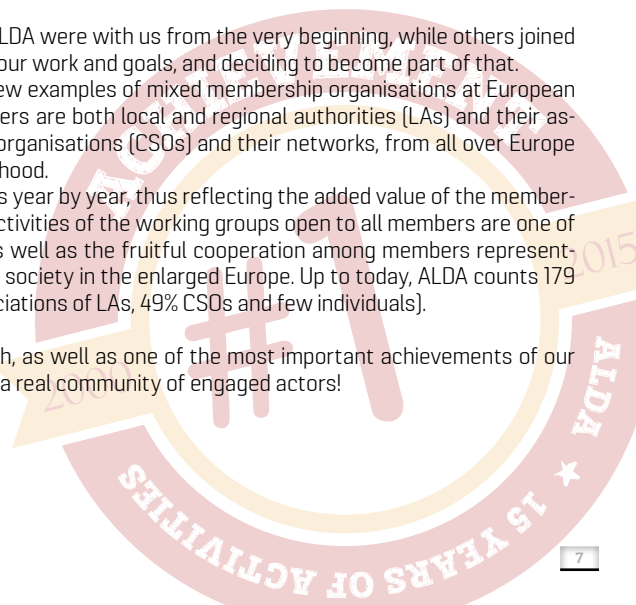 LDA were with us from the very beginning, while others joined
our work and goals, and deciding to become part of that.
ew examples of mixed membership organisations at European
ers are both local and regional authorities (LAs) and their as-
organisations (CSOs) and their networks, from all over Europe
hood.
s year by year, thus reflecting the added value of the member-
ctivities of the working groups open to all members are one of
s well as the fruitful cooperation among members represent-
society in the enlarged Europe. Up to today, ALDA counts 179
ciations of LAs, 49% CSOs and few individuals).
h, as well as one of the most important achievements of our
a real community of engaged actors!
ACHIEVEMENT
#1
2000
2015
ALDA ★ 15 YEARS OF ACTIVITIES
7